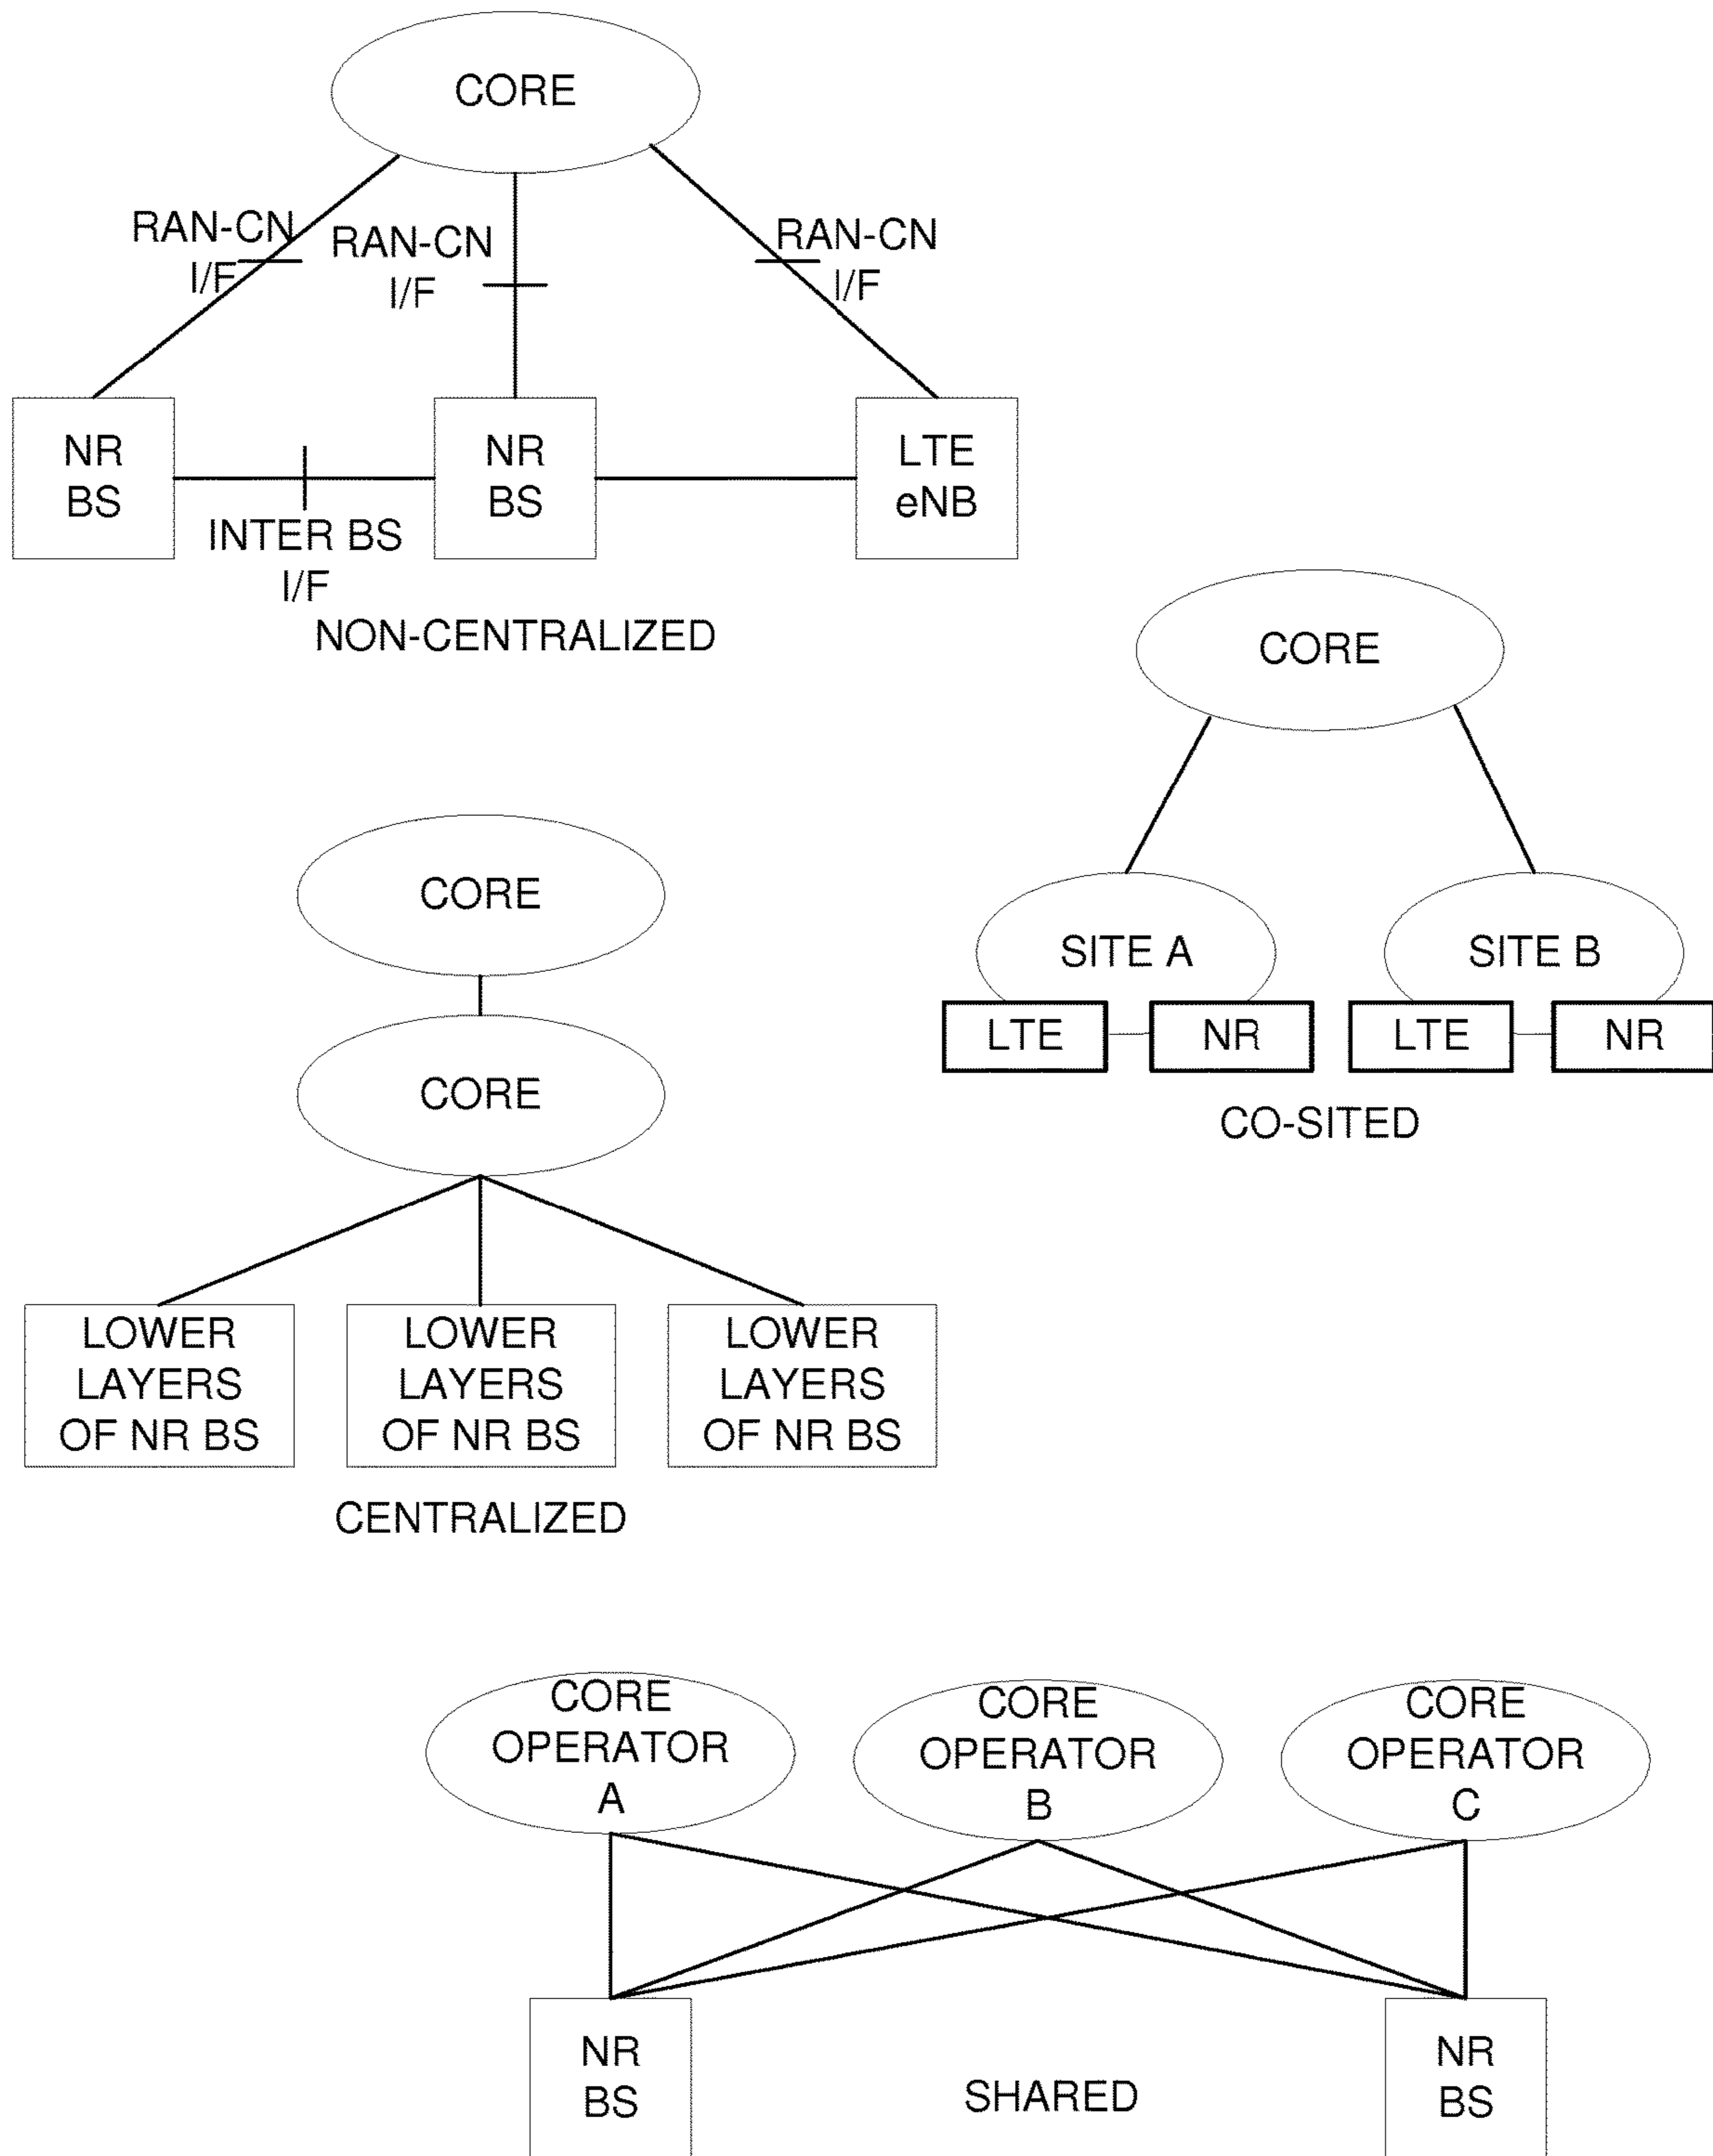 CORE
RAN-CN
I/F
RAN-CN
I/F
RAN-CN
I/F
NR
BS
NR
BS
LTE
eNB
INTER BS
I/F
NON-CENTRALIZED
CORE
SITE A
SITE B
LTE
NR
LTE
NR
CO-SITED
CORE
CORE
LOWER
LAYERS
OF NR BS
LOWER
LAYERS
OF NR BS
LOWER
LAYERS
OF NR BS
CENTRALIZED
CORE
OPERATOR
A
CORE
OPERATOR
B
CORE
OPERATOR
C
NR
BS
SHARED
NR
BS